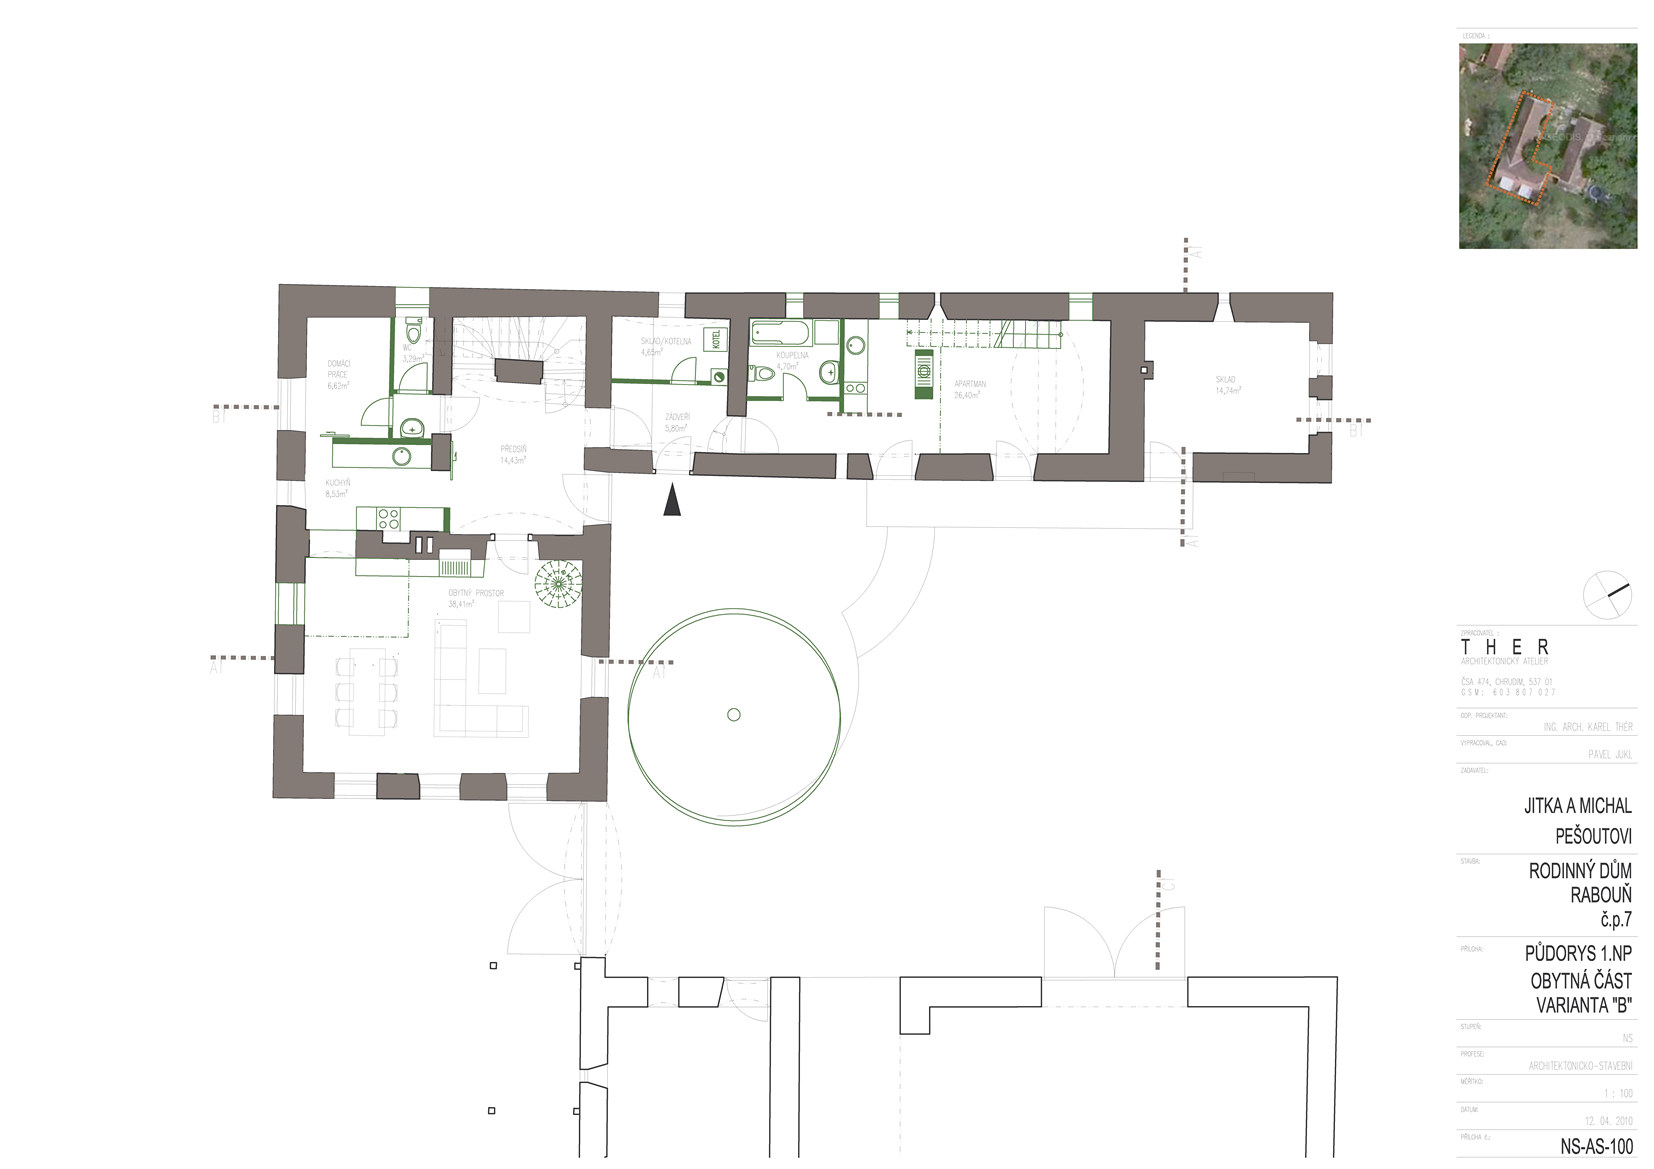 LEGENDA :
A1
DOMÁCÍ
PRÁCE
6,62m²
WC
3,29m²
SKLAD/KOTELNA
4,65m²
KOTEL
KOUPELNA
4,70m²
APARTMAN
26,40m²
SKLAD
14,74m²
B1
B1
ZÁDVEŘÍ
5,80m²
PŘEDSÍŇ
14,43m²
KUCHYŇ
8,53m²
A1
OBYTNÝ PROSTOR
38,41m²
A1
A1
C1
ZPRACOVATEL :
THER
ARCHITEKTONICKÝ ATELIER
ČSA 474, CHRUDIM, 537 01
GSM: 603 807 027
ODP. PROJEKTANT:
ING. ARCH. KAREL THÉR
VYPRACOVAL, CAD:
PAVEL JUKL
ZADAVATEL:
JITKA A MICHAL
PEŠOUTOVI
STAVBA:
RODINNÝ DŮM
RABOUŇ
č.p.7
PŘÍLOHA:
PŮDORYS 1.NP
OBYTNÁ ČÁST
VARIANTA "B"
STUPEŇ:
NS
PROFESE:
ARCHITEKTONICKO-STAVEBNÍ
MĚŘÍTKO:
1 : 100
DATUM:
12. 04. 2010
PŘÍLOHA č.:
NS-AS-100